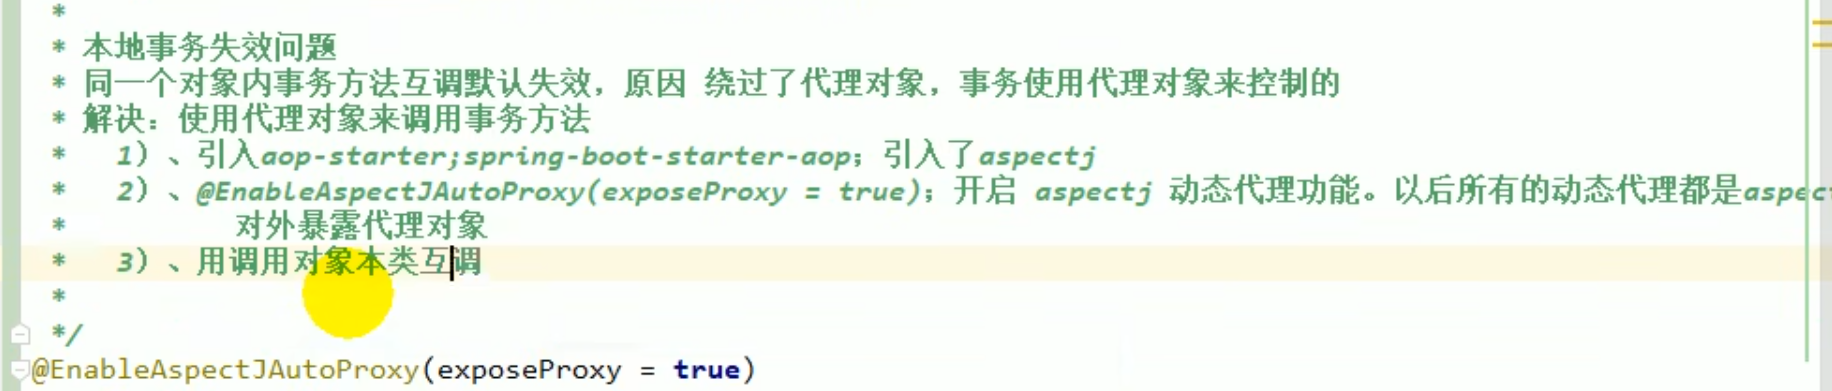 *
* 本地事务失效问题
* 同一个对象内事务方法互调默认失效，原因 绕过了代理对象，事务使用代理对象来控制的
* 解决：使用代理对象来调用事务方法
*   1）、引入aop-starter;spring-boot-starter-aop；引入了aspectj
*   2）、@EnableAspectJAutoProxy(exposeProxy = true)；开启 aspectj 动态代理功能。以后所有的动态代理都是aspect
*          对外暴露代理对象
*   3）、用调用对象本类互调
*
*/
@EnableAspectJAutoProxy(exposeProxy = true)